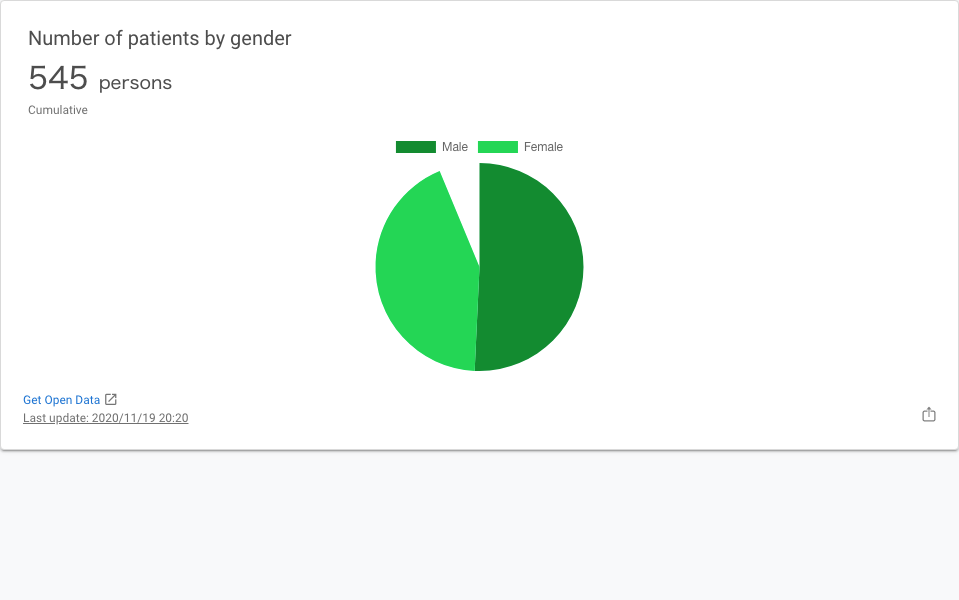 Number of patients by gender
545 persons
Cumulative
Male Female
Get Open Data
Last update: 2020/11/19 20:20